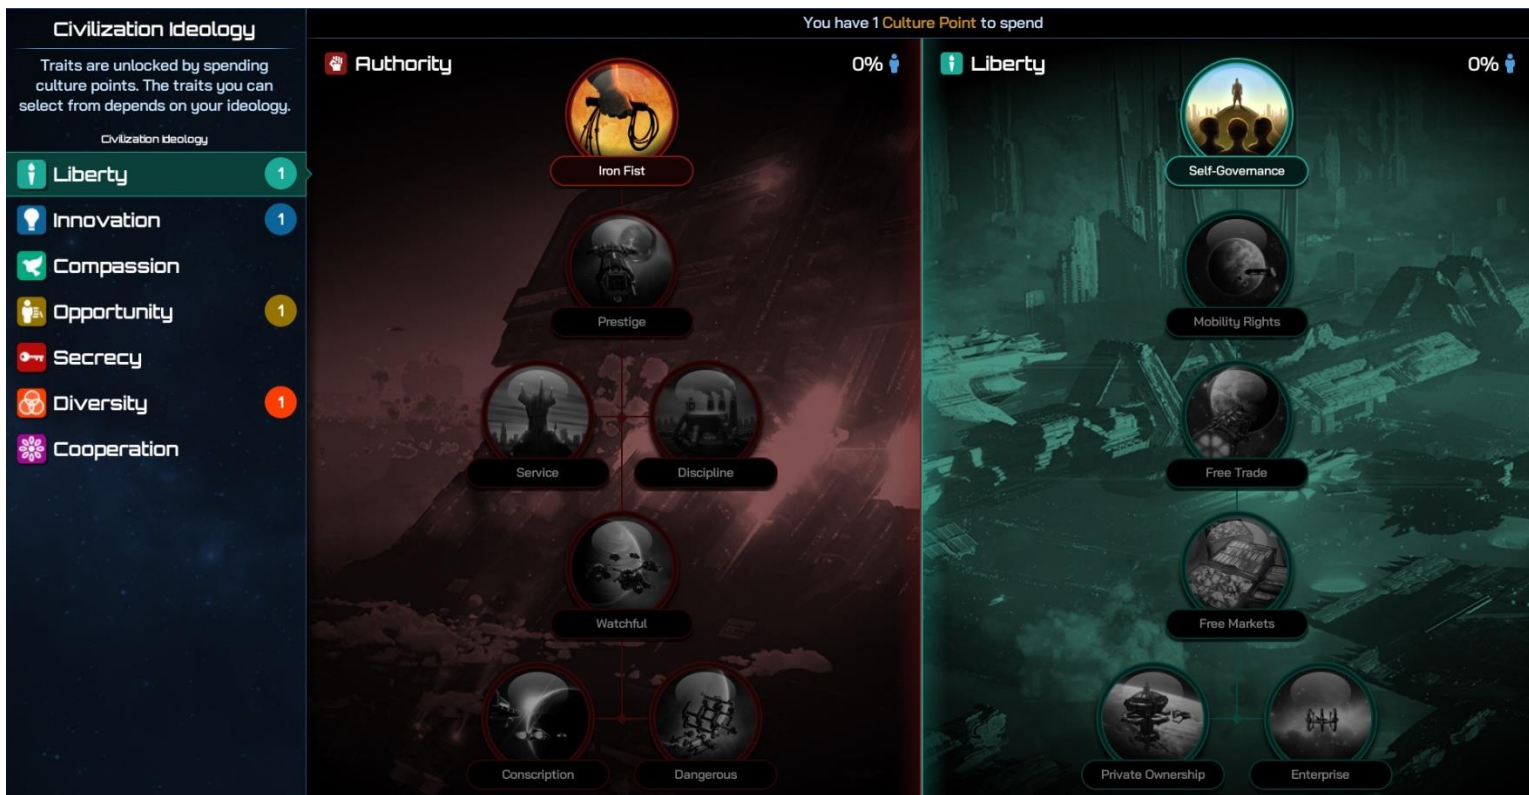 Civilization Ideology
Traits are unlocked by spending
culture points. The traits you can
select from depends on your ideology.
Civilization Ideology
Liberty 1
Innovation 1
Compassion
Opportunity 1
Secrecy
Diversity 1
Cooperation
You have 1 Culture Point to spend
Authority 0%
Iron Fist
Prestige
Service Discipline
Watchful
Conscription Dangerous
Liberty 0%
Self-Governance
Mobility Rights
Free Trade
Free Markets
Private Ownership Enterprise